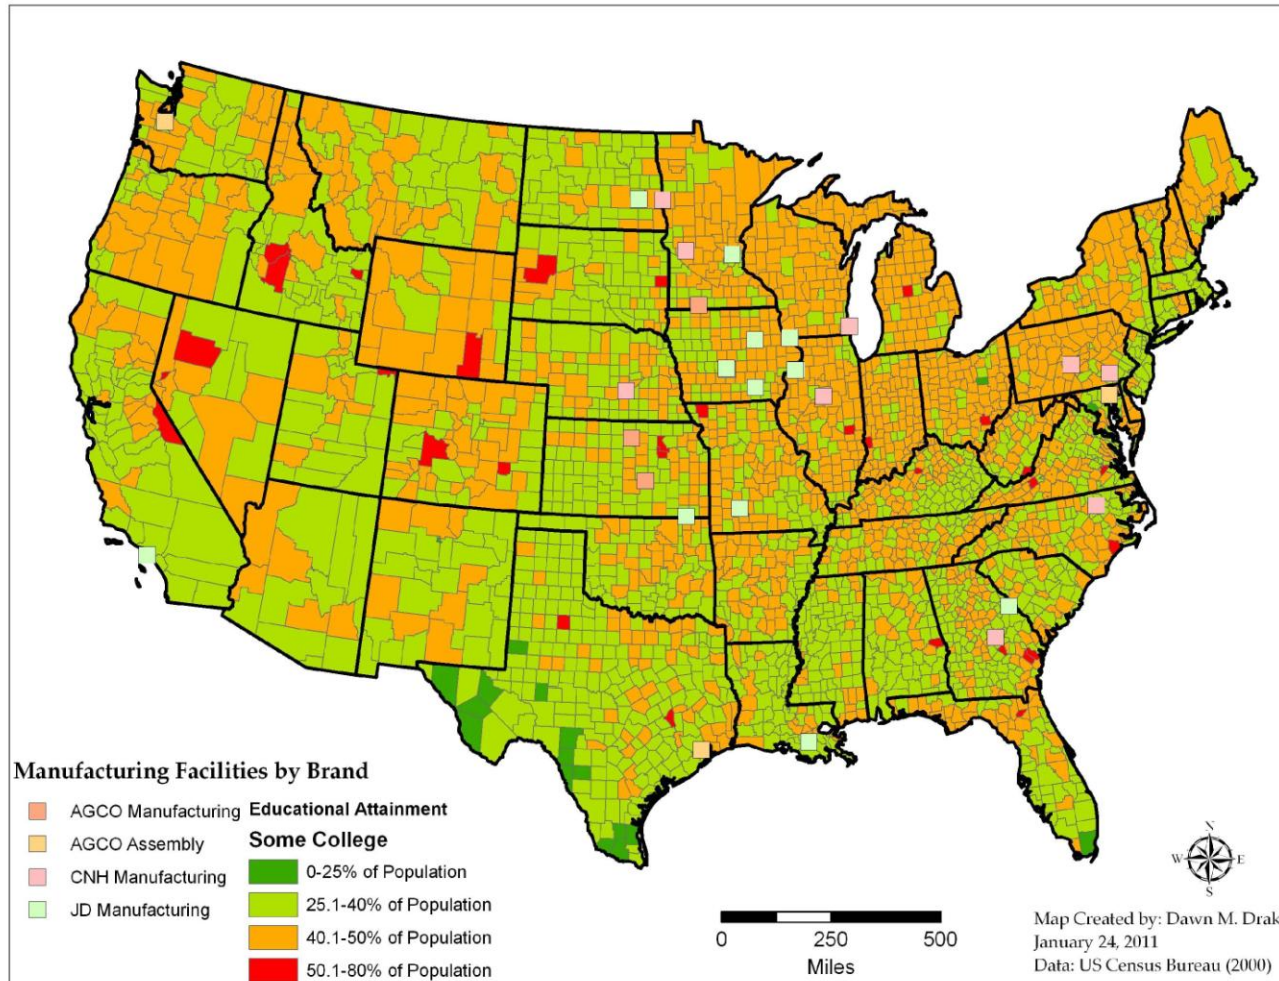 Manufacturing Facilities by Brand
AGCO Manufacturing
AGCO Assembly
CNH Manufacturing
JD Manufacturing
Educational Attainment
Some College
0-25% of Population
25.1-40% of Population
40.1-50% of Population
50.1-80% of Population
0 250 500
Miles
N
W E
S
Map Created by: Dawn M. Drak
January 24, 2011
Data: US Census Bureau (2000)